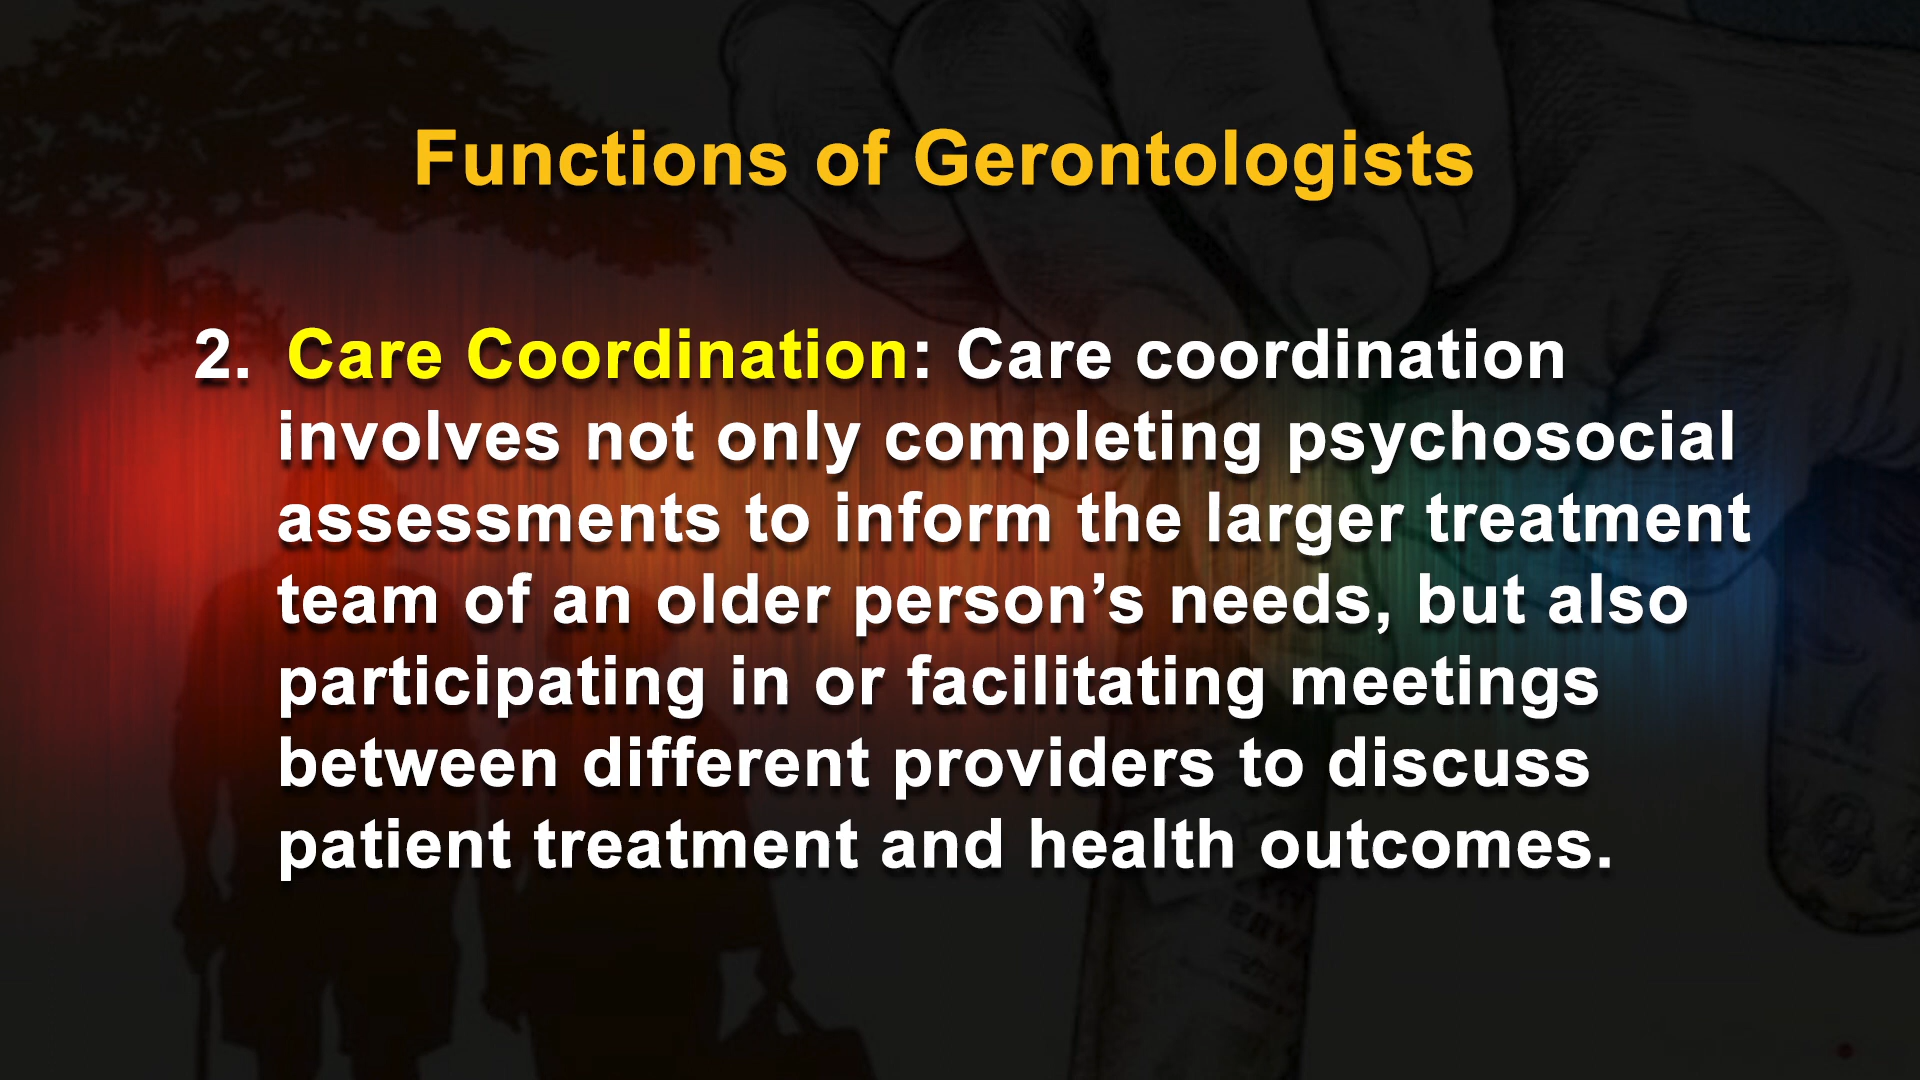 Functions of Gerontologists
2. Care Coordination: Care coordination
involves not only completing psychosocial
assessments to inform the larger treatment
team of an older person’s needs, but also
participating in or facilitating meetings
between different providers to discuss
patient treatment and health outcomes.